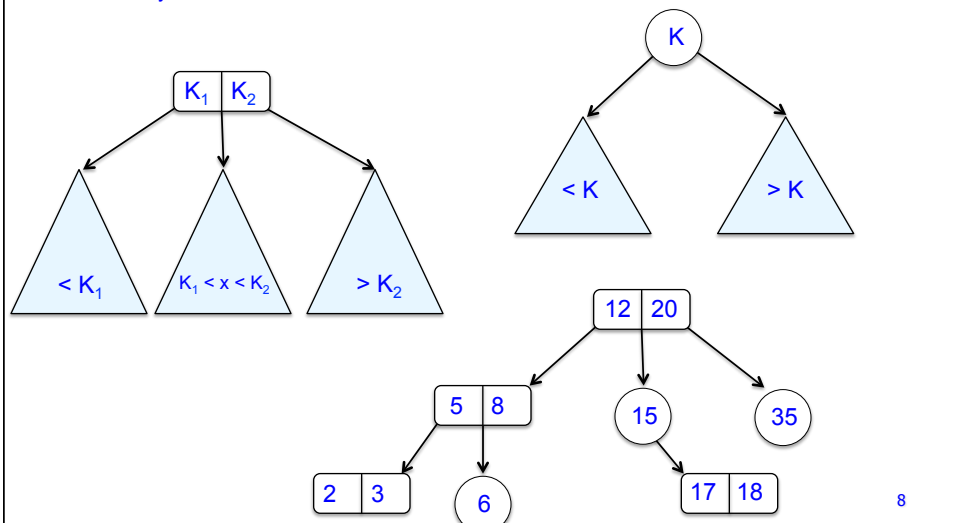 K
K₁ K₂
< K
> K
< K₁
K₁ < x < K₂
> K₂
12 20
5 8
15
35
2 3
6
17 18
8